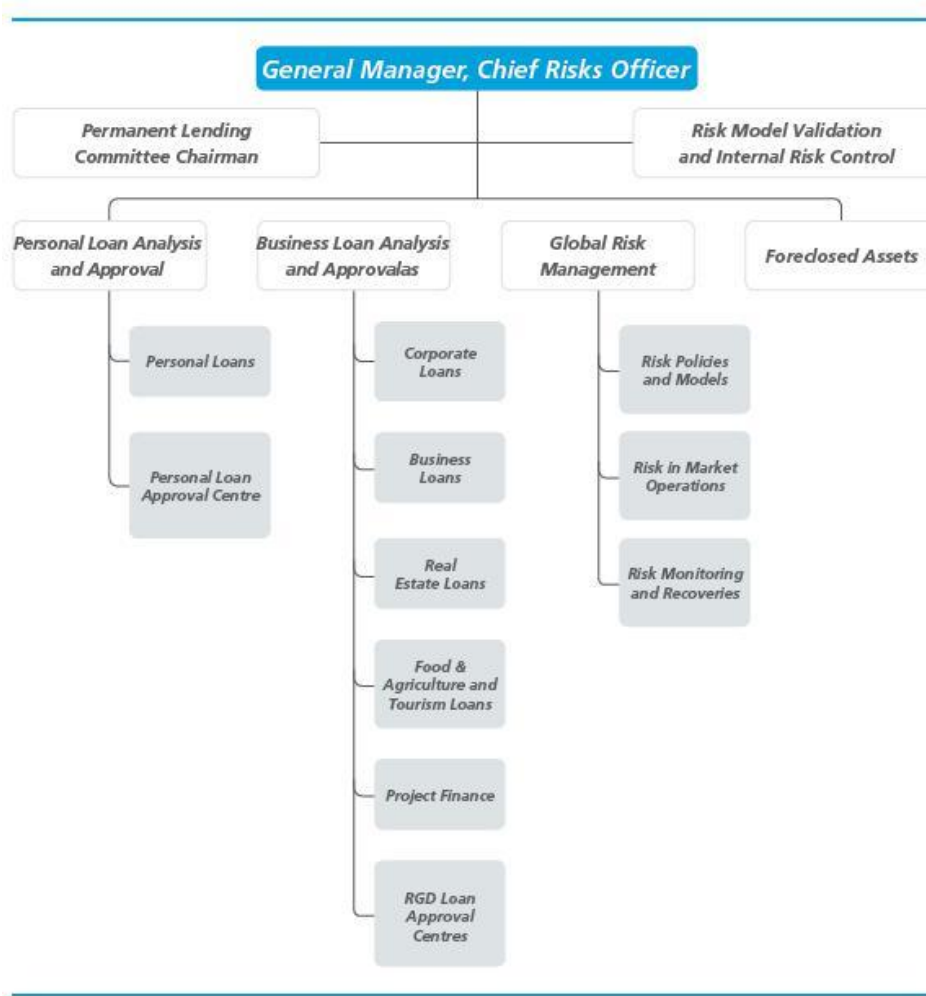 General Manager, Chief Risks Officer
Permanent Lending
Committee Chairman
Risk Model Validation
and Internal Risk Control
Personal Loan Analysis
and Approval
Business Loan Analysis
and Approvalas
Global Risk
Management
Foreclosed Assets
Personal Loans
Personal Loan
Approval Centre
Corporate
Loans
Business
Loans
Real
Estate Loans
Food &
Agriculture and
Tourism Loans
Project Finance
RGD Loan
Approval
Centres
Risk Policies
and Models
Risk in Market
Operations
Risk Monitoring
and Recoveries